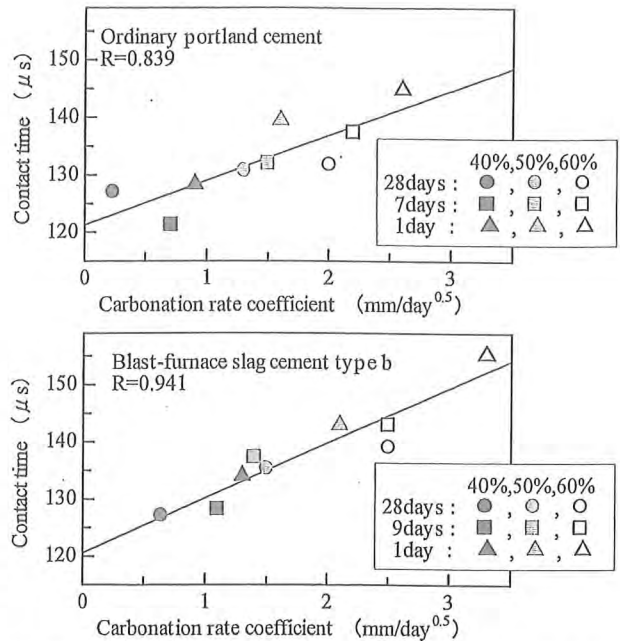 Ordinary portland cement
R=0.839
Contact time (μs)
150
140
130
120
0
1
2
3
Carbonation rate coefficient (mm/day^0.5)
40%,50%,60%
28days : , ,
7days : , ,
1day : , ,
Blast-furnace slag cement type b
R=0.941
Contact time (μs)
150
140
130
120
0
1
2
3
Carbonation rate coefficient (mm/day^0.5)
40%,50%,60%
28days : , ,
9days : , ,
1day : , ,